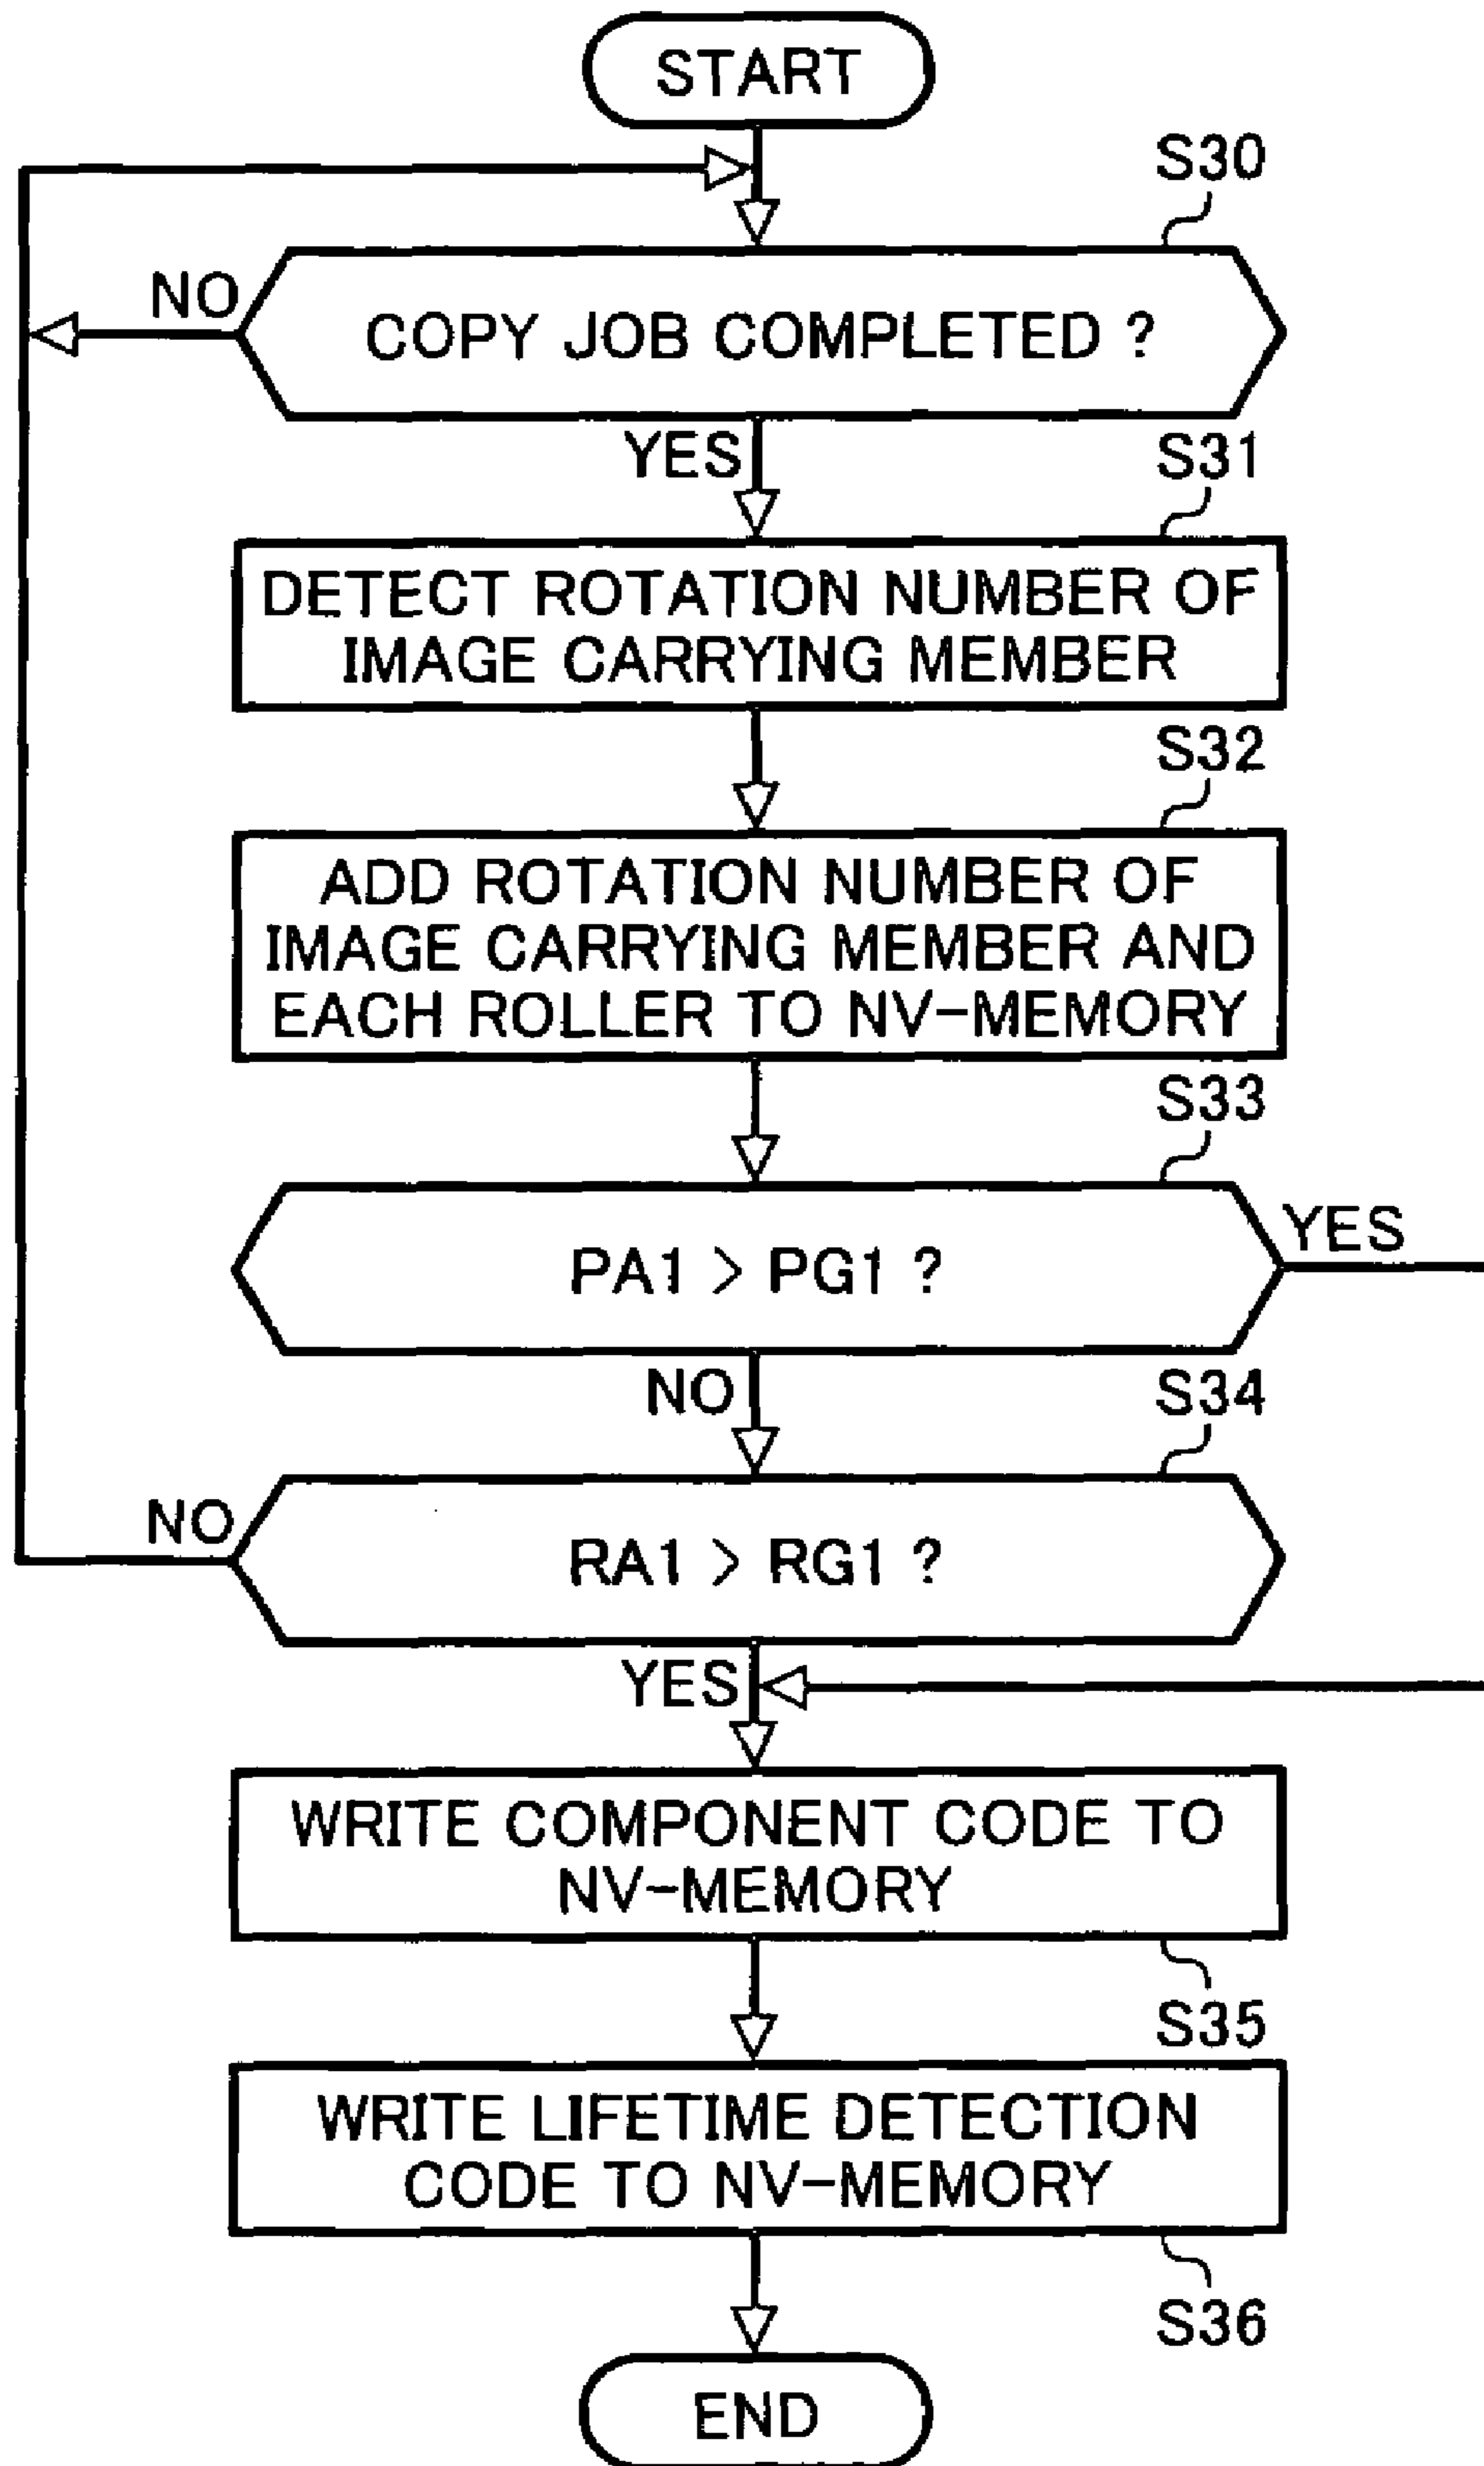 START
S30
NO
COPY JOB COMPLETED ?
YES
S31
DETECT ROTATION NUMBER OF
IMAGE CARRYING MEMBER
S32
ADD ROTATION NUMBER OF
IMAGE CARRYING MEMBER AND
EACH ROLLER TO NV-MEMORY
S33
YES
PA1 > PG1 ?
NO
S34
NO
RA1 > RG1 ?
YES
WRITE COMPONENT CODE TO
NV-MEMORY
S35
WRITE LIFETIME DETECTION
CODE TO NV-MEMORY
S36
END